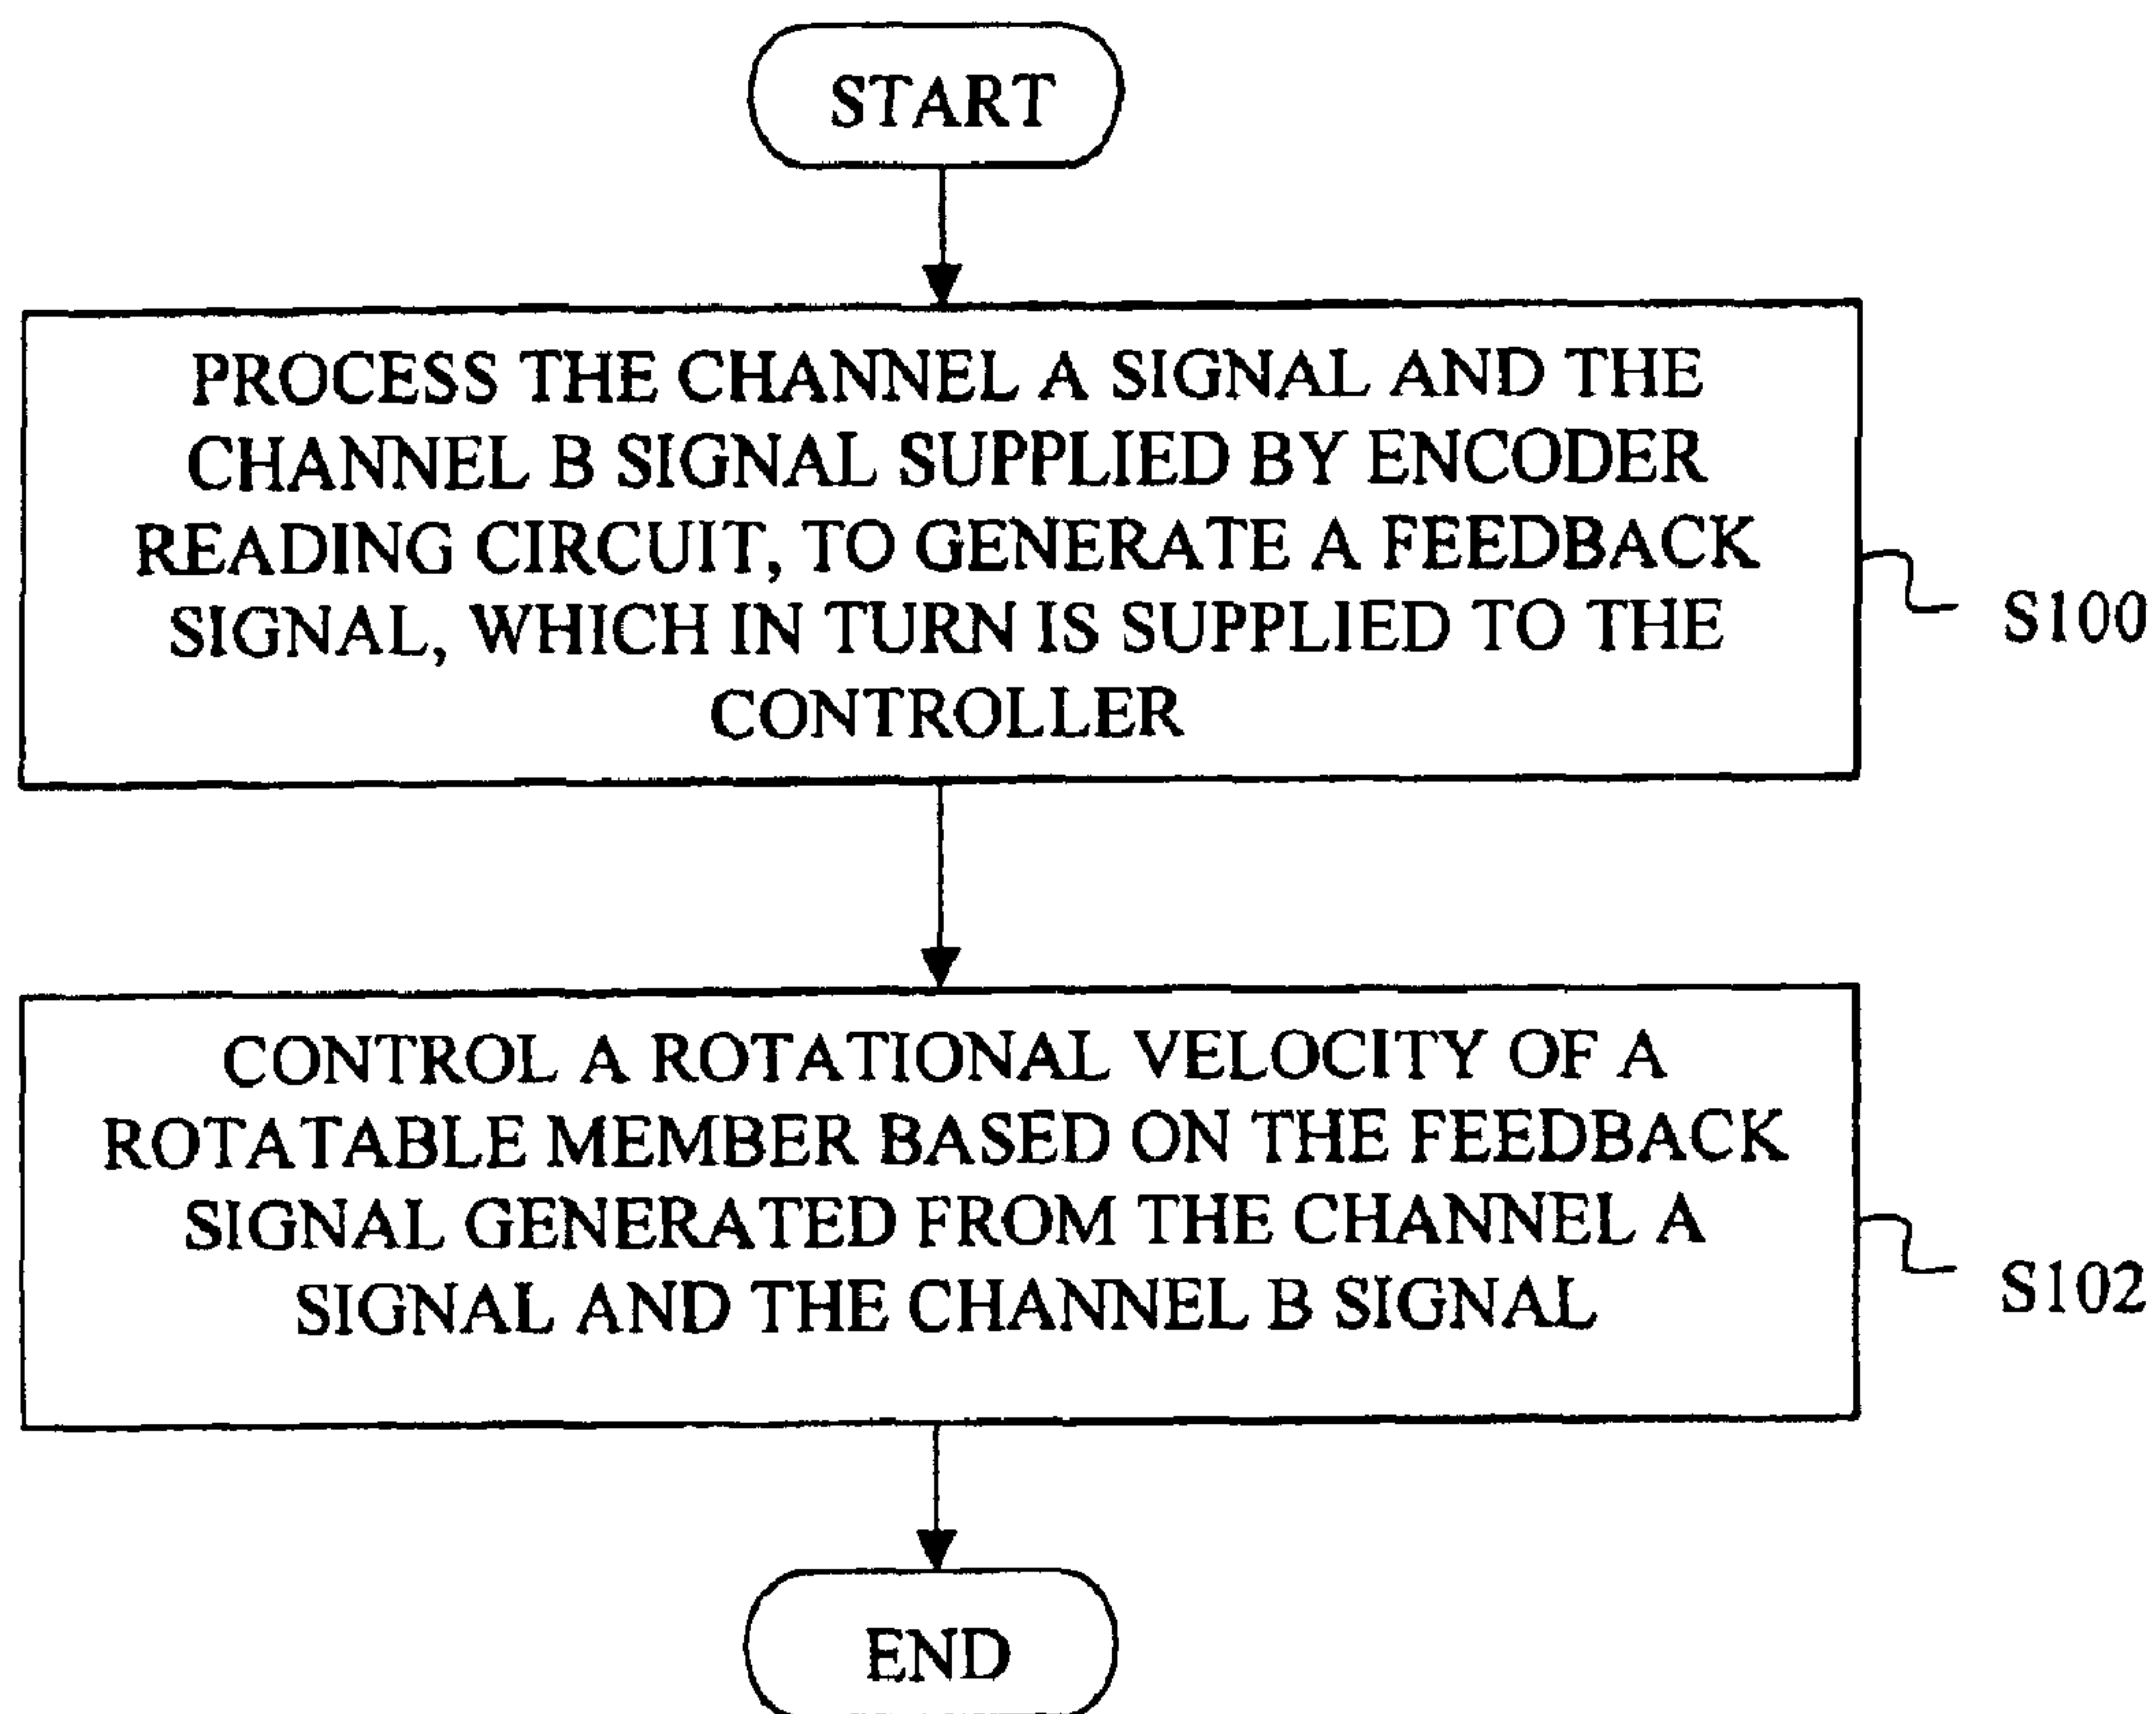 START
PROCESS THE CHANNEL A SIGNAL AND THE
CHANNEL B SIGNAL SUPPLIED BY ENCODER
READING CIRCUIT, TO GENERATE A FEEDBACK
SIGNAL, WHICH IN TURN IS SUPPLIED TO THE
CONTROLLER
S100
CONTROL A ROTATIONAL VELOCITY OF A
ROTATABLE MEMBER BASED ON THE FEEDBACK
SIGNAL GENERATED FROM THE CHANNEL A
SIGNAL AND THE CHANNEL B SIGNAL
S102
END